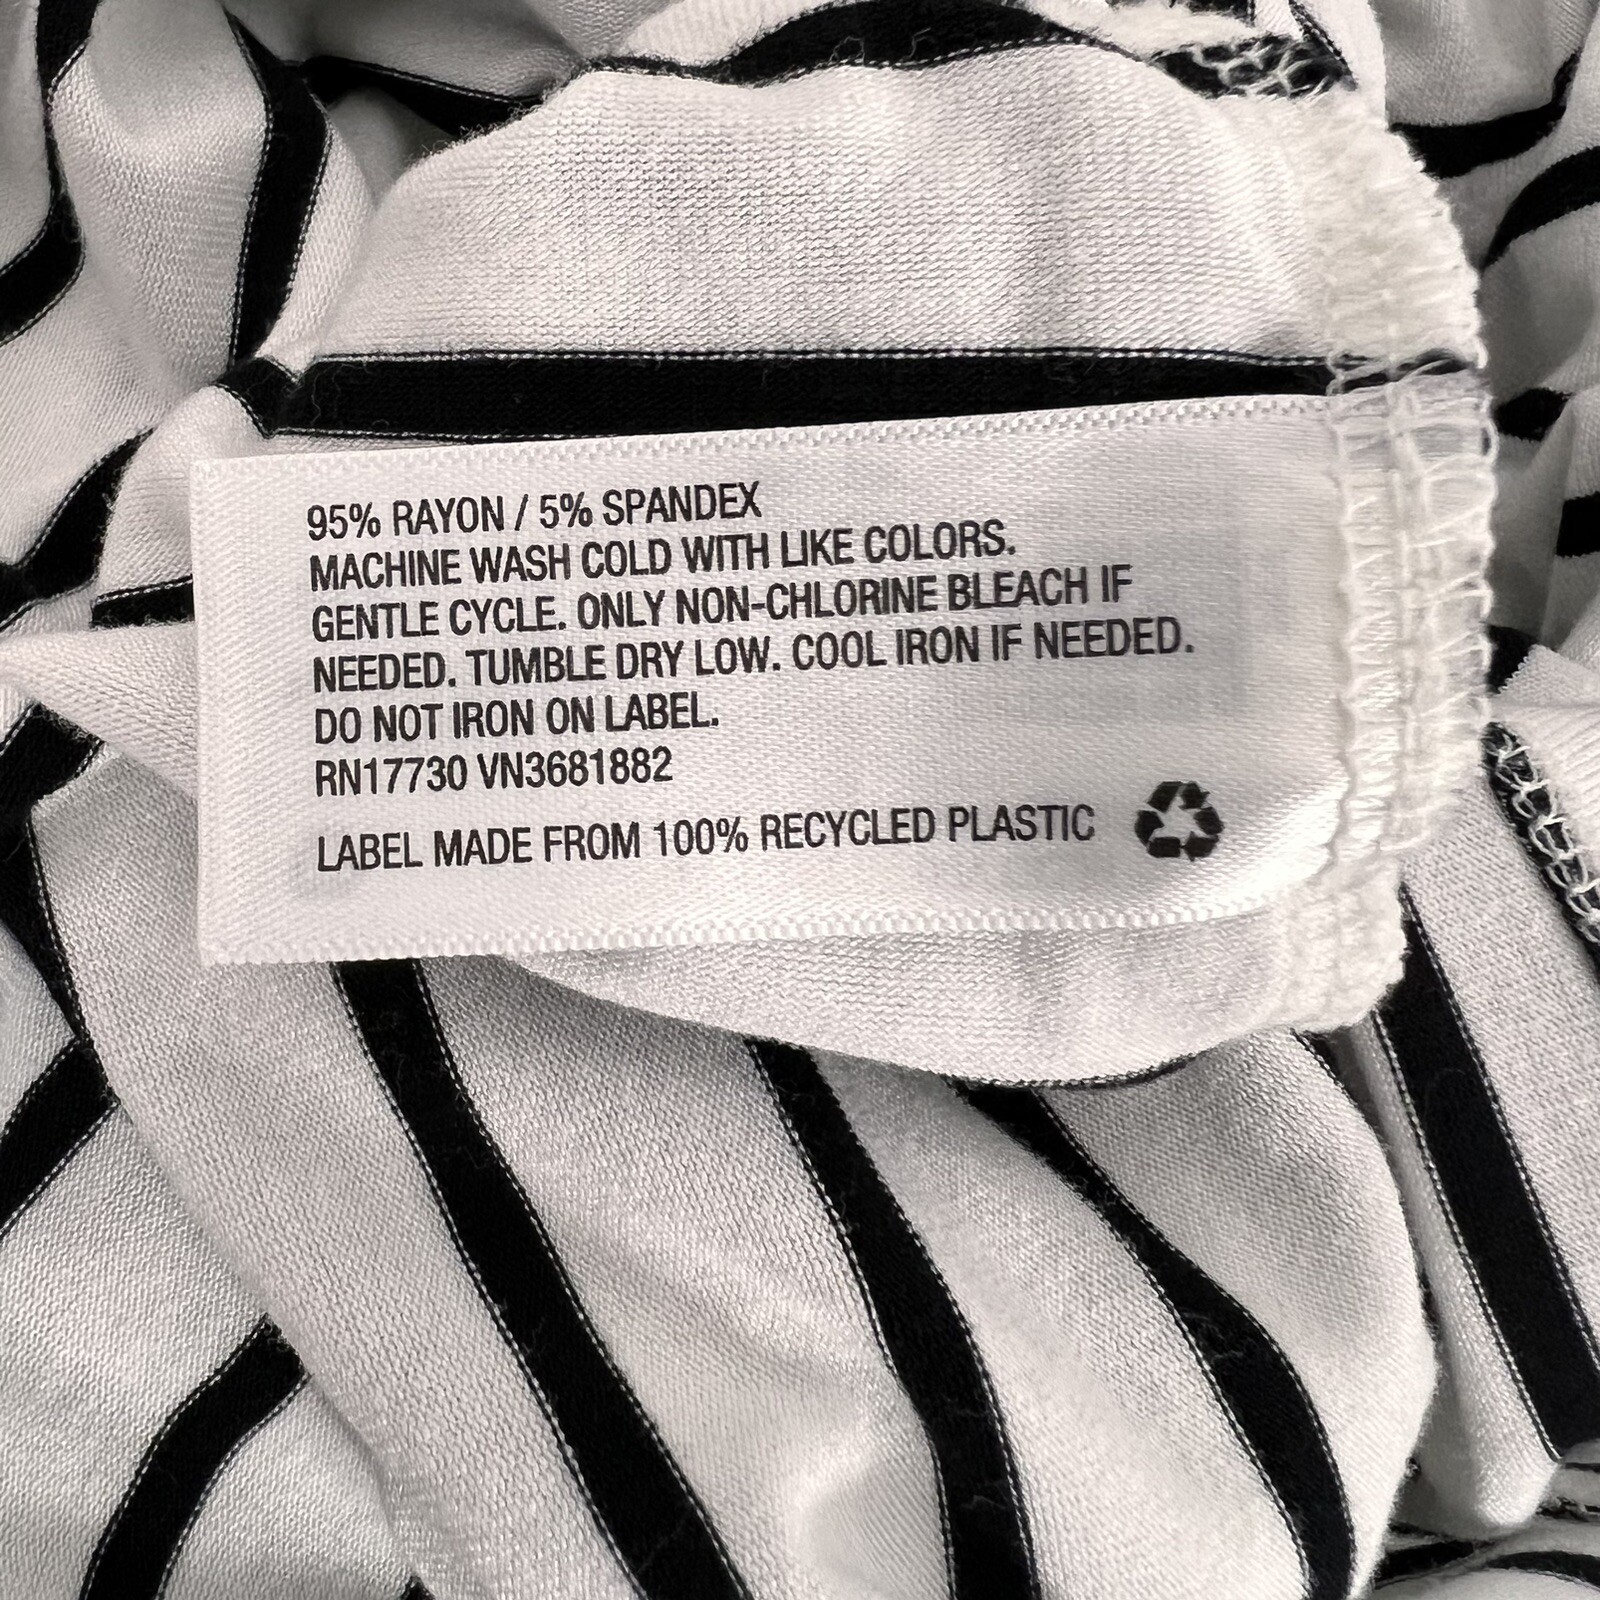 95% RAYON / 5% SPANDEX
MACHINE WASH COLD WITH LIKE COLORS.
GENTLE CYCLE. ONLY NON-CHLORINE BLEACH IF
NEEDED. TUMBLE DRY LOW. COOL IRON IF NEEDED.
DO NOT IRON ON LABEL.
RN17730 VN3681882
LABEL MADE FROM 100% RECYCLED PLASTIC